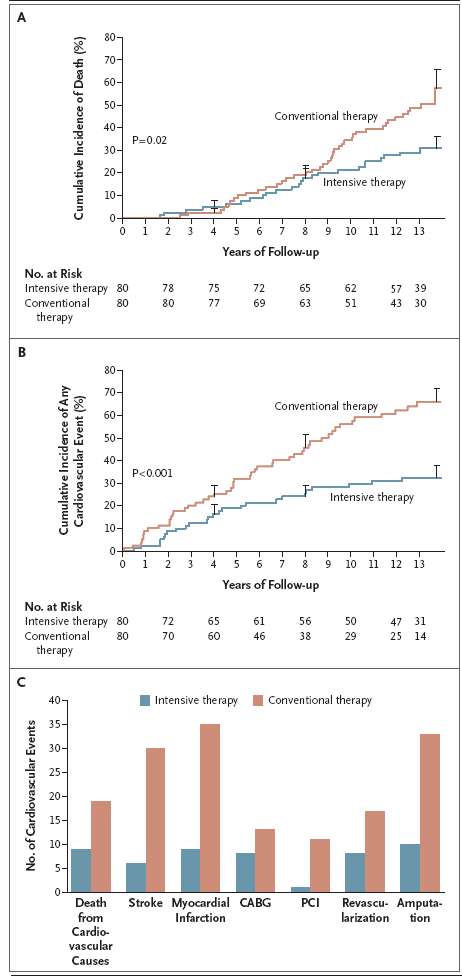 A
Cumulative Incidence of Death (%)
80
70
60
50
40
30
20
10
0
P=0.02
Conventional therapy
Intensive therapy
0 1 2 3 4 5 6 7 8 9 10 11 12 13
Years of Follow-up
No. at Risk
Intensive therapy 80 78 75 72 65 62 57 39
Conventional 80 80 77 69 63 51 43 30
therapy
B
Cumulative Incidence of Any
Cardiovascular Event (%)
80
70
60
50
40
30
20
10
0
P<0.001
Conventional therapy
Intensive therapy
0 1 2 3 4 5 6 7 8 9 10 11 12 13
Years of Follow-up
No. at Risk
Intensive therapy 80 72 65 61 56 50 47 31
Conventional 80 70 60 46 38 29 25 14
therapy
C
No. of Cardiovascular Events
40
35
30
25
20
15
10
5
0
Intensive therapy Conventional therapy
Death
from
Cardio-
vascular
Causes
Stroke
Myocardial
Infarction
CABG
PCI
Revascu-
larization
Amputa-
tion